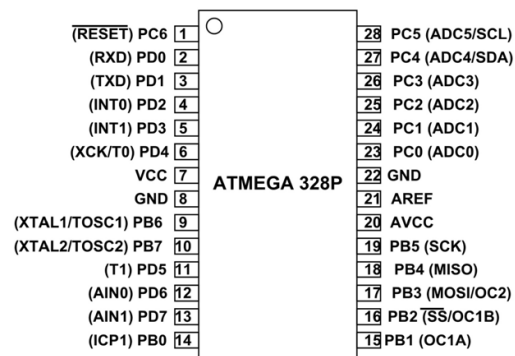 (RESET) PC6 1
(RXD) PD0 2
(TXD) PD1 3
(INT0) PD2 4
(INT1) PD3 5
(XCK/T0) PD4 6
VCC 7
GND 8
(XTAL1/TOSC1) PB6 9
(XTAL2/TOSC2) PB7 10
(T1) PD5 11
(AIN0) PD6 12
(AIN1) PD7 13
(ICP1) PB0 14
ATMEGA 328P
28 PC5 (ADC5/SCL)
27 PC4 (ADC4/SDA)
26 PC3 (ADC3)
25 PC2 (ADC2)
24 PC1 (ADC1)
23 PC0 (ADC0)
22 GND
21 AREF
20 AVCC
19 PB5 (SCK)
18 PB4 (MISO)
17 PB3 (MOSI/OC2)
16 PB2 (SS/OC1B)
15 PB1 (OC1A)